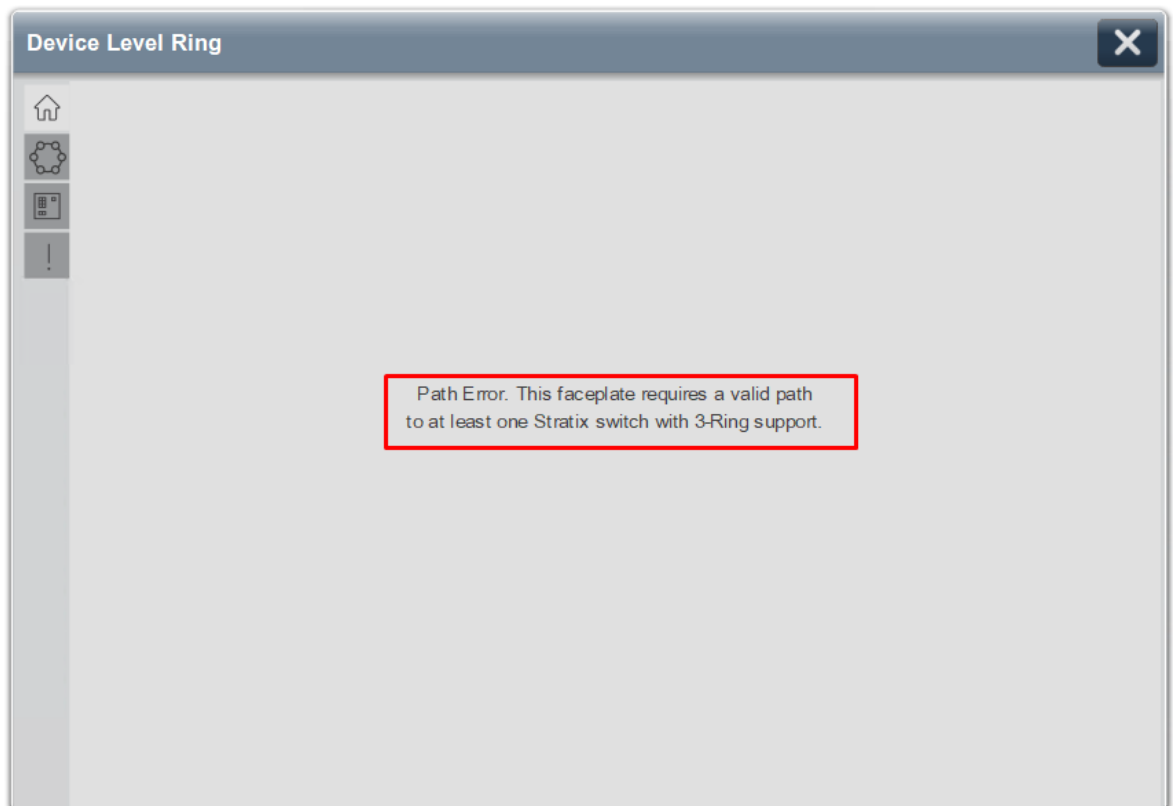 Device Level Ring
Path Error. This faceplate requires a valid path
to at least one Stratix switch with 3-Ring support.